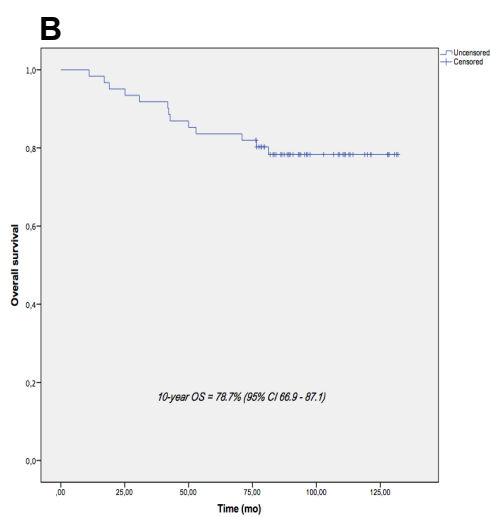 B
Uncensored
Censored
1,0
0,8
0,6
0,4
0,2
0,0
Overall survival
10-year OS = 78.7% (95% CI 66.9 - 87.1)
,00
25,00
50,00
75,00
100,00
125,00
Time (mo)